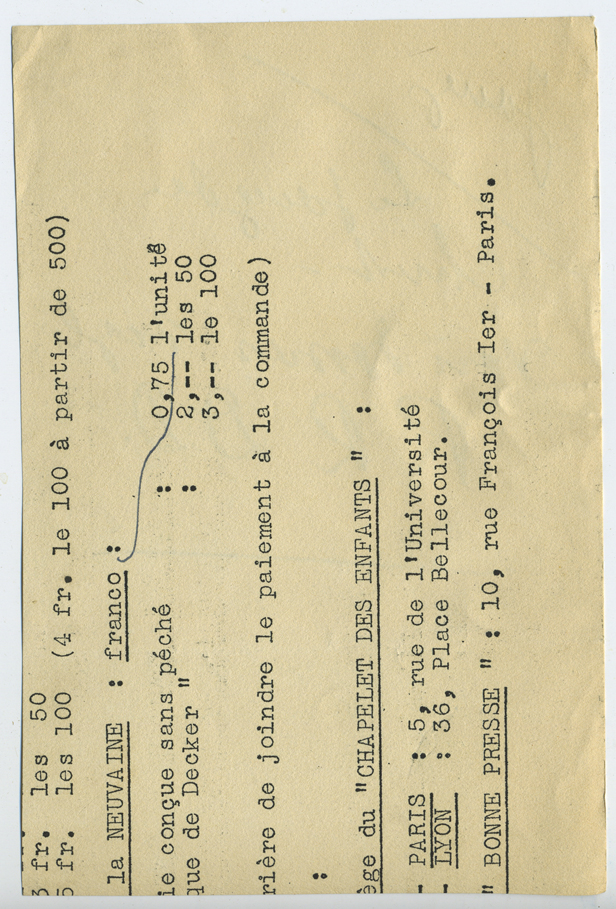 3 fr. les 50
5 fr. les 100 (4 fr. le 100 à partir de 500)
la NEUVAINE : franco :
0,75 l'unité
ie conçue sans péché : 2,-- les 50
que de Decker " : 3,-- le 100
rière de joindre le paiement à la commande)
:
ège du "CHAPELET DES ENFANTS " :
- PARIS : 5, rue de l'Université
- LYON : 36, Place Bellecour.
" BONNE PRESSE " : 10, rue François Ier - Paris.